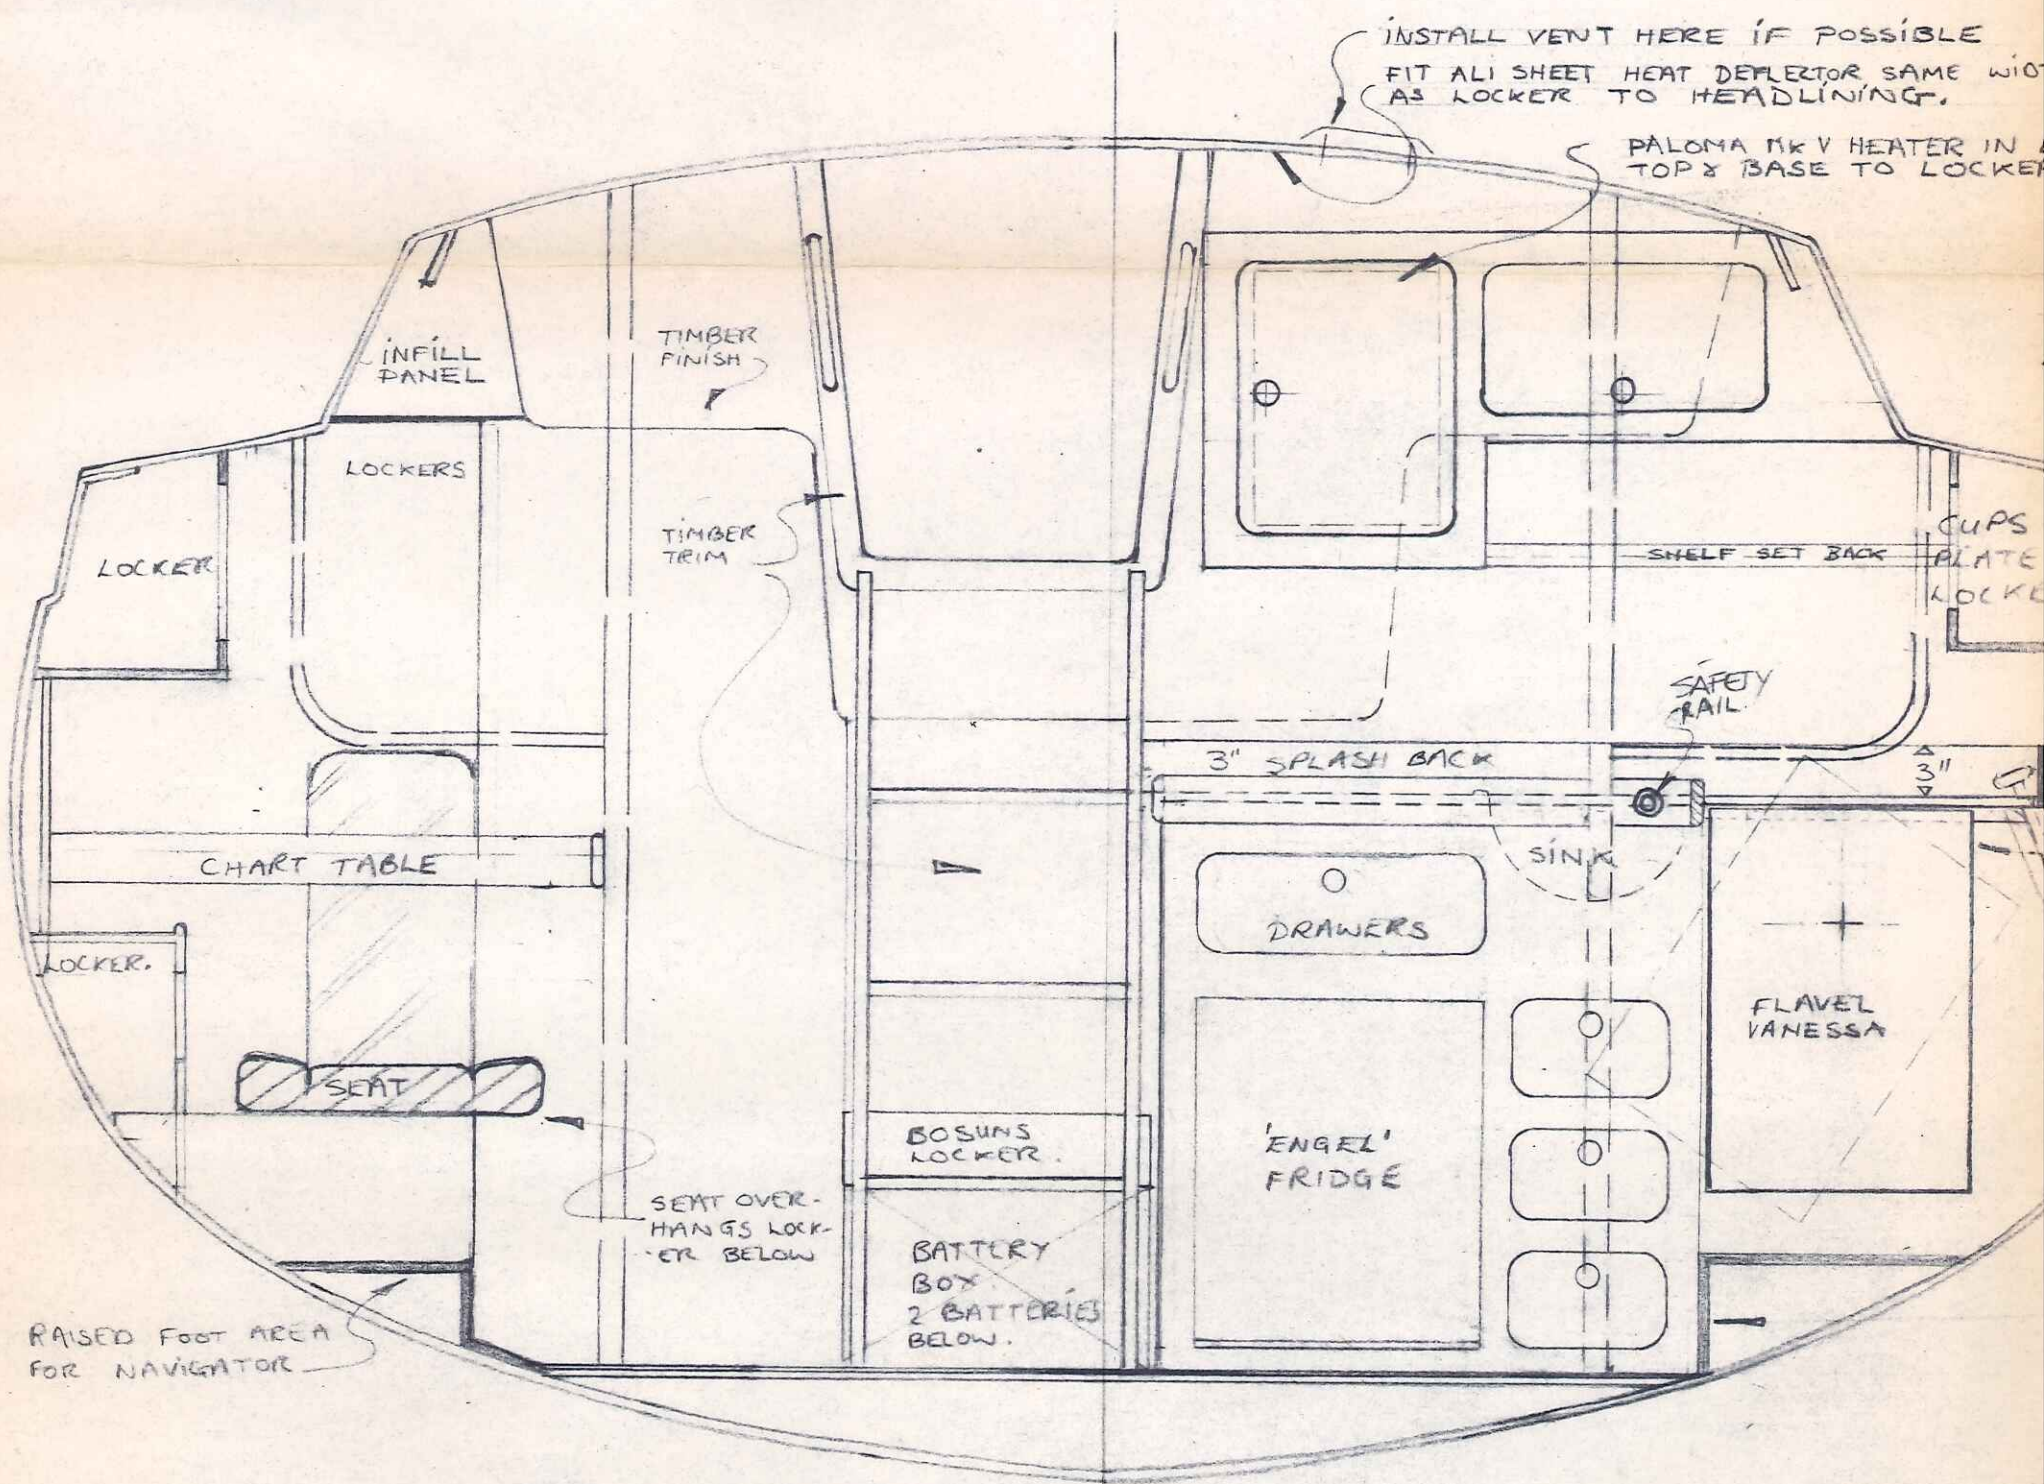 INSTALL VENT HERE IF POSSIBLE
FIT ALI SHEET HEAT DEFLECTOR SAME
AS LOCKER TO HEADLINING.
PALOMA MK V HEATER IN
TOP & BASE TO LOCKER
INFILL
PANEL
TIMBER
FINISH
LOCKERS
LOCKER
TIMBER
TRIM
SHELF SET BACK
CUPS
PLATE
SAFETY
RAIL.
3" SPLASH BACK
3"
CHART TABLE
SINK
DRAWERS
LOCKER.
FLAVEL
VANESSA
SEAT
BOSUNS
LOCKER.
'ENGEL'
FRIDGE
SEAT OVER-
HANGS LOCK-
-ER BELOW
BATTERY
BOX.
2 BATTERIES
BELOW.
RAISED FOOT AREA
FOR NAVIGATOR